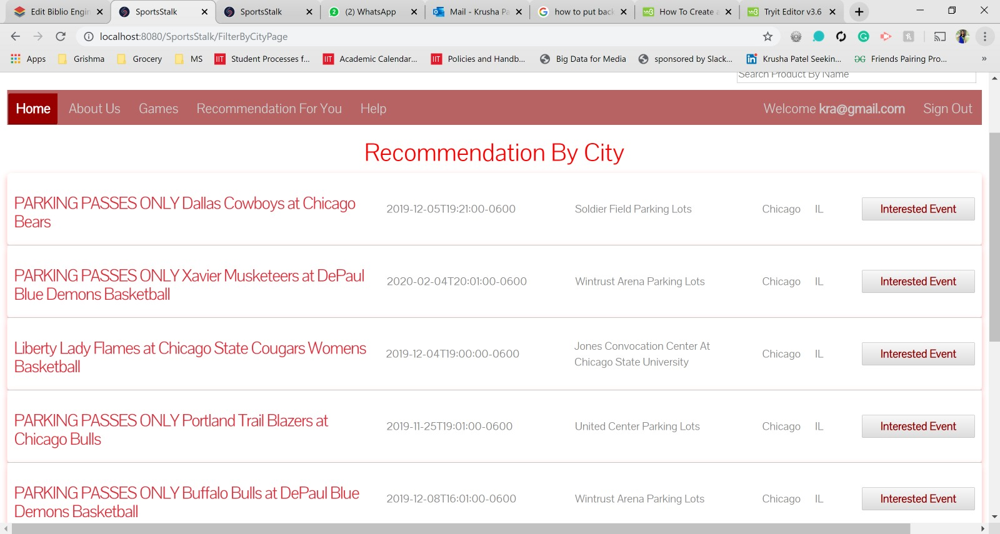 Edit Biblio Engin
SportsStalk
SportsStalk
(2) WhatsApp
Mail - Krusha Pa
how to put back
How To Create a
Tryit Editor v3.6
localhost:8080/SportsStalk/FilterByCityPage
Apps
Grishma
Grocery
MS
IIT Student Processes f...
IIT Academic Calendar...
IIT Policies and Handb...
Big Data for Media
sponsored by Slack...
Krusha Patel Seekin...
Friends Pairing Pro...
»
Search Product By Name
Home About Us Games Recommendation For You Help Welcome kra@gmail.com Sign Out
Recommendation By City
PARKING PASSES ONLY Dallas Cowboys at Chicago
Bears
2019-12-05T19:21:00-0600
Soldier Field Parking Lots
Chicago IL
Interested Event
PARKING PASSES ONLY Xavier Musketeers at DePaul
Blue Demons Basketball
2020-02-04T20:01:00-0600
Wintrust Arena Parking Lots
Chicago IL
Interested Event
Liberty Lady Flames at Chicago State Cougars Womens
Basketball
2019-12-04T19:00:00-0600
Jones Convocation Center At
Chicago State University
Chicago IL
Interested Event
PARKING PASSES ONLY Portland Trail Blazers at
Chicago Bulls
2019-11-25T19:01:00-0600
United Center Parking Lots
Chicago IL
Interested Event
PARKING PASSES ONLY Buffalo Bulls at DePaul Blue
Demons Basketball
2019-12-08T16:01:00-0600
Wintrust Arena Parking Lots
Chicago IL
Interested Event